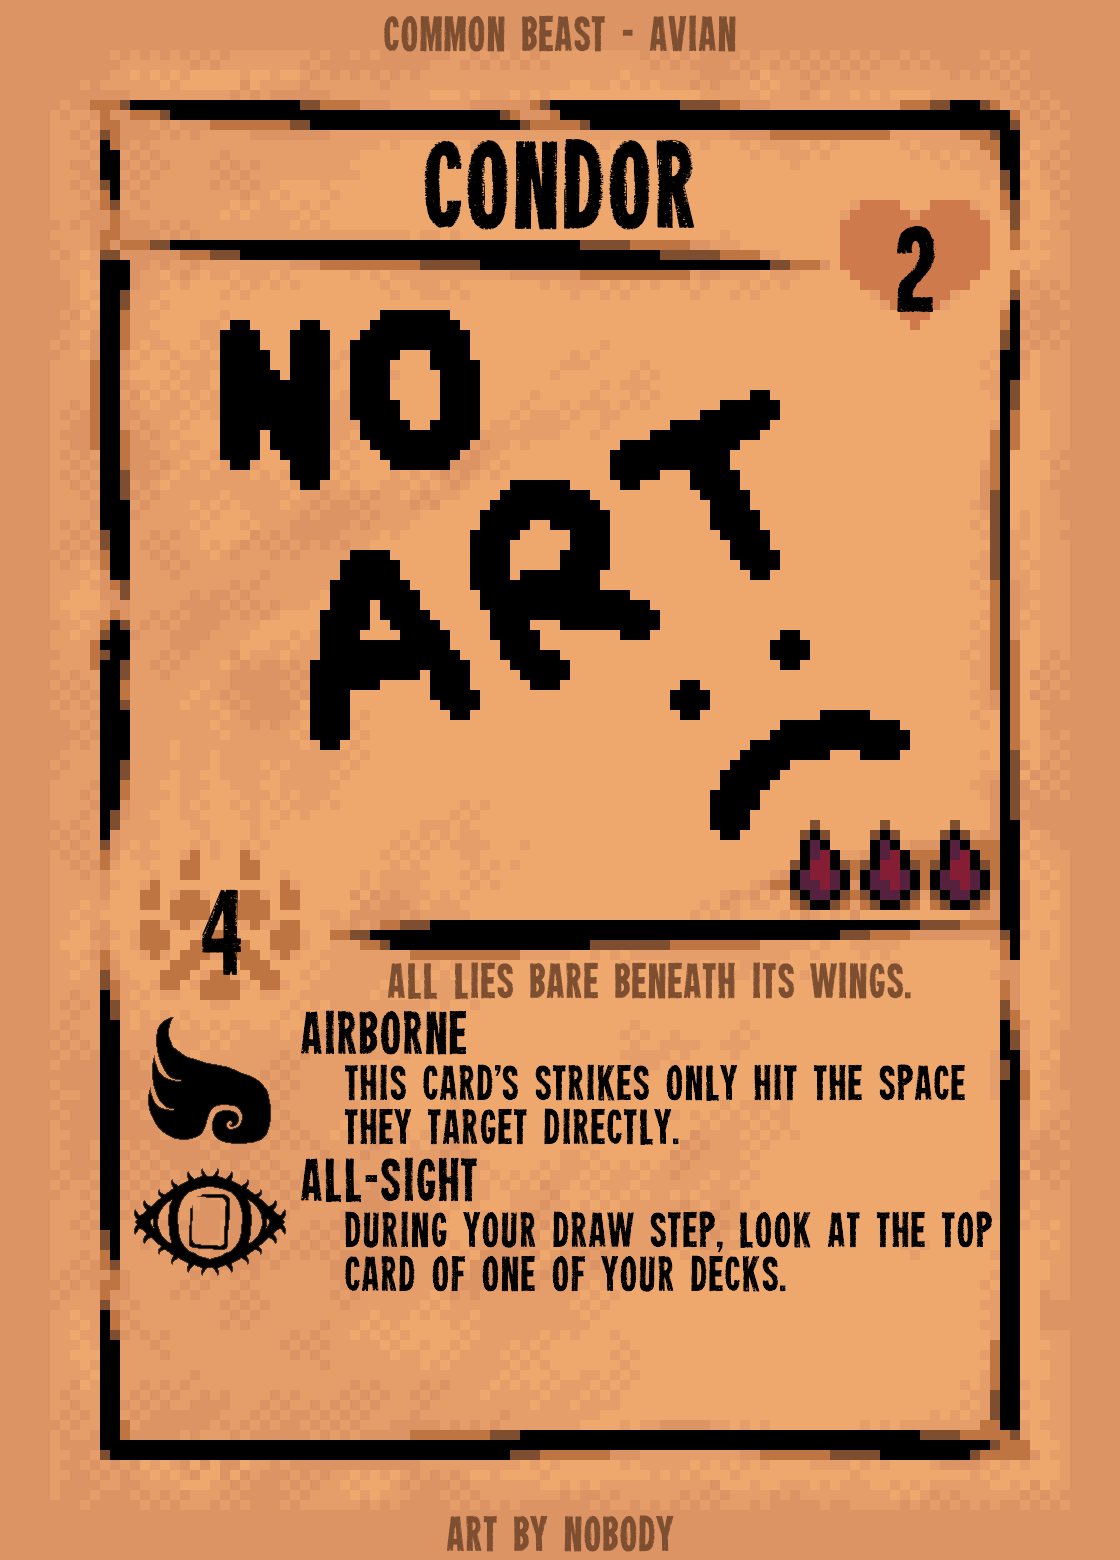 COMMON BEAST - AVIAN
CONDOR
2
NO
ART
4
ALL LIES BARE BENEATH ITS WINGS.
AIRBORNE
THIS CARD'S STRIKES ONLY HIT THE SPACE
THEY TARGET DIRECTLY.
ALL-SIGHT
DURING YOUR DRAW STEP, LOOK AT THE TOP
CARD OF ONE OF YOUR DECKS.
ART BY NOBODY